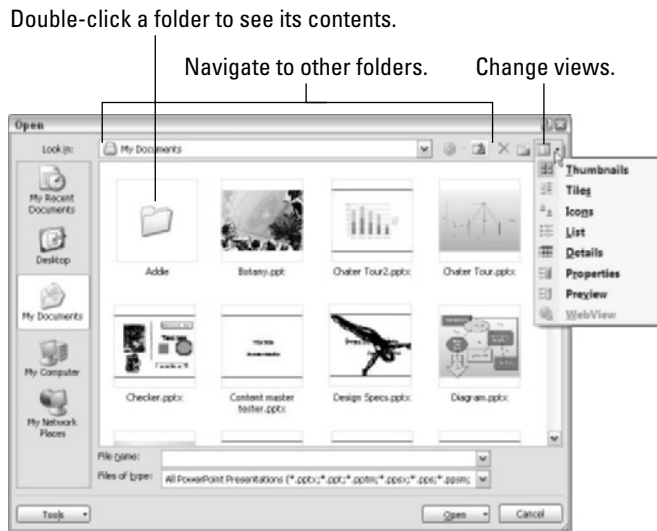 Double-click a folder to see its contents.
Navigate to other folders.
Change views.
Open
Look in:
My Documents
My Recent
Documents
Desktop
My Documents
My Computer
My Network
Places
Addie
Botany.ppt
Chater Tour2.pptx
Chater Tour.pptx
Checker.pptx
Content master
tester.pptx
Design Specs.pptx
Diagram.pptx
Thumbnails
Tiles
Icons
List
Details
Properties
Preview
WebView
File name:
Files of type:
All PowerPoint Presentations (*.pptx;*.ppt;*.pptm;*.ppsx;*.pps;*.ppsm;
Tools
Open
Cancel